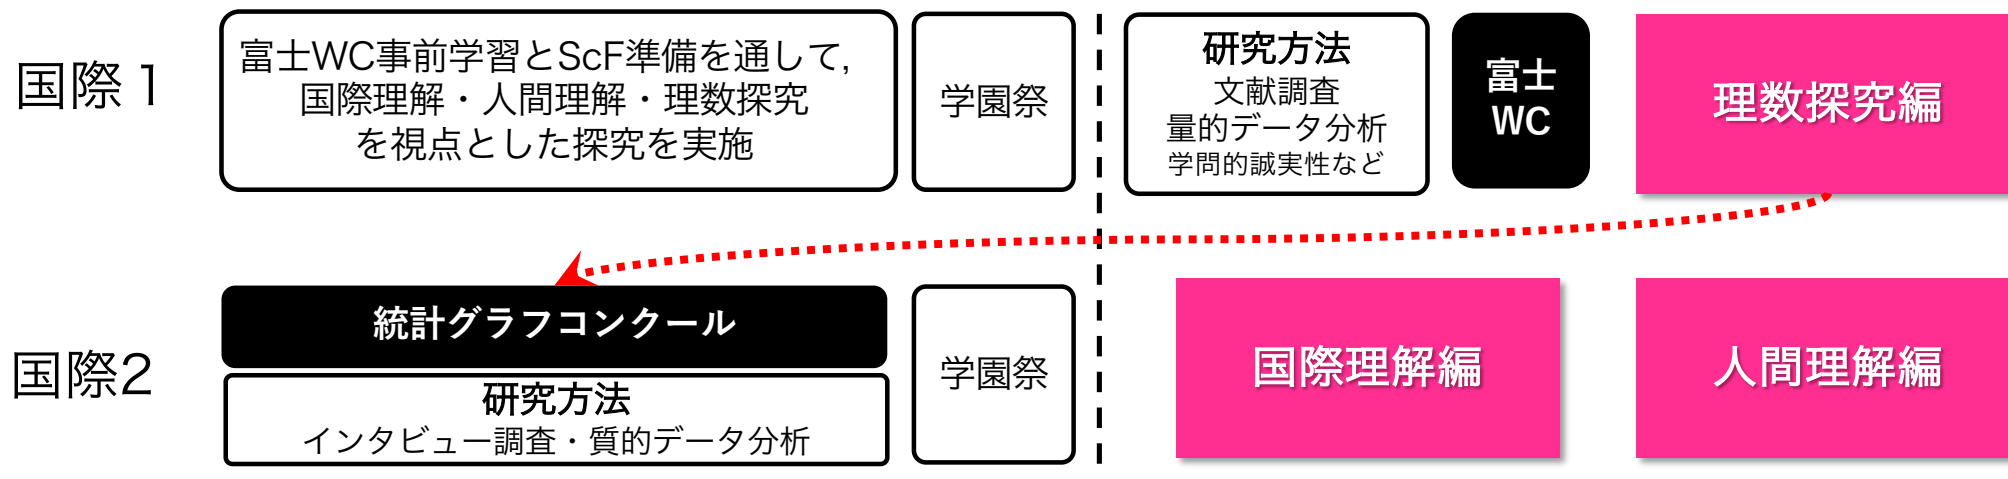 国際１
富士WC事前学習とScF準備を通して,
国際理解・人間理解・理数探究
を視点とした探究を実施
学園祭
研究方法
文献調査
量的データ分析
学問的誠実性など
富士
WC
理数探究編
国際2
統計グラフコンクール
研究方法
インタビュー調査・質的データ分析
学園祭
国際理解編
人間理解編